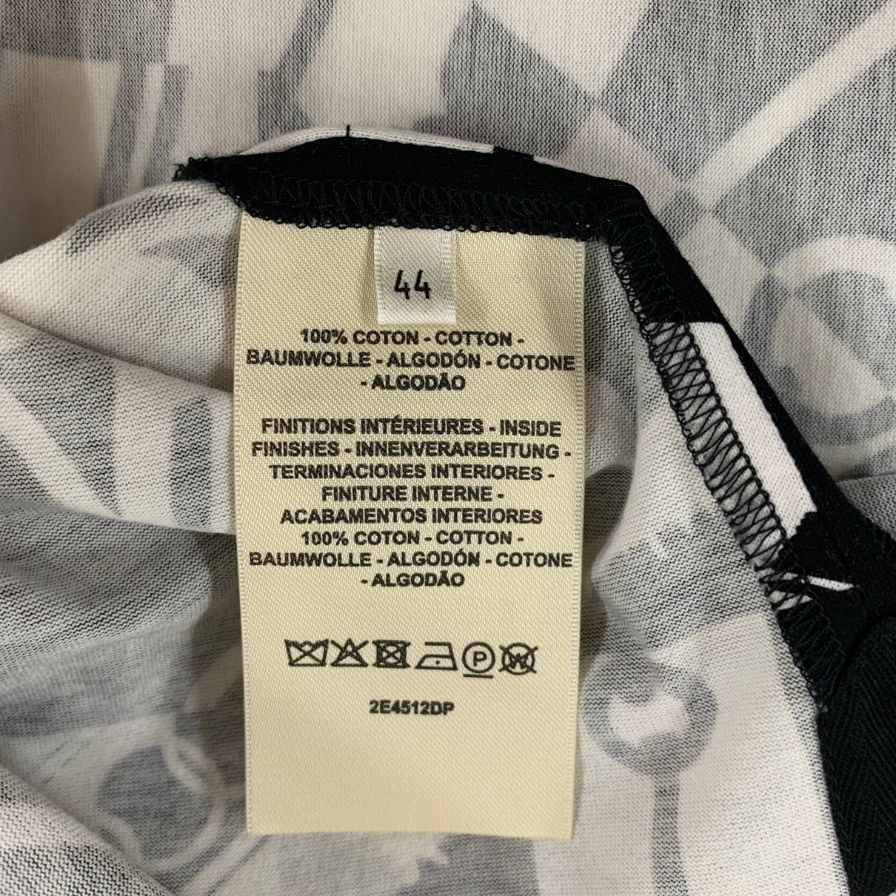 44
100% COTON - COTTON -
BAUMWOLLE - ALGODÓN - COTONE
- ALGODÃO
FINITIONS INTÉRIEURES - INSIDE
FINISHES - INNENVERARBEITUNG -
TERMINACIONES INTERIORES -
FINITURE INTERNE -
ACABAMENTOS INTERIORES
100% COTON - COTTON -
BAUMWOLLE - ALGODÓN - COTONE
- ALGODÃO
P W
2E4512DP